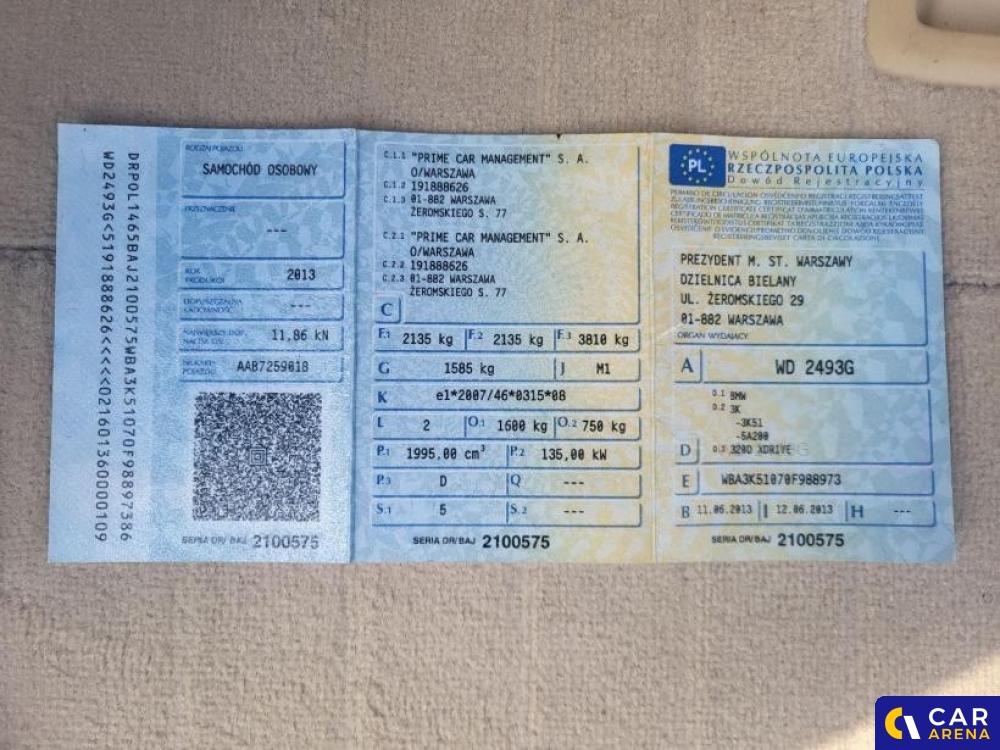 DRPOL1465BAJ2100575WBA3K51070F98897386
WD2493G<5191888626<<<<<0216013600000109
RODZAJ POJAZDU
SAMOCHÓD OSOBOWY
PRZEZNACZENIE
---
ROK PRODUKCJI
2013
DOPUSZCZALNA ŁADOWNOŚĆ
---
NAJWIĘKSZY DOP. NACISK OSI
11,86 kN
NR KARTY POJAZDU
AAB7259018
SERIA DR/BAJ 2100575
C.1.1 "PRIME CAR MANAGEMENT" S. A.
O/WARSZAWA
C.1.2 191888626
C.1.3 01-882 WARSZAWA
ŻEROMSKIEGO S. 77
C.2.1 "PRIME CAR MANAGEMENT" S. A.
O/WARSZAWA
C.2.2 191888626
C.2.3 01-882 WARSZAWA
ŻEROMSKIEGO S. 77
C
F.1 2135 kg F.2 2135 kg F.3 3810 kg
G 1585 kg J M1
K e1*2007/46*0315*08
L 2 O.1 1600 kg O.2 750 kg
P.1 1995,00 cm³ P.2 135,00 kW
P.3 D Q ---
S.1 5 S.2 ---
SERIA DR/BAJ 2100575
PL
WSPÓLNOTA EUROPEJSKA
RZECZPOSPOLITA POLSKA
Dowód Rejestracyjny
PREZYDENT M. ST. WARSZAWY
DZIELNICA BIELANY
UL. ŻEROMSKIEGO 29
01-882 WARSZAWA
ORGAN WYDAJĄCY
A WD 2493G
D.1 BMW
D.2 3K
-3K51
-5A200
D D.3 320D XDRIVE
E WBA3K51070F988973
B 11.06.2013 I 12.06.2013 H ---
SERIA DR/BAJ 2100575
CAR
ARENA